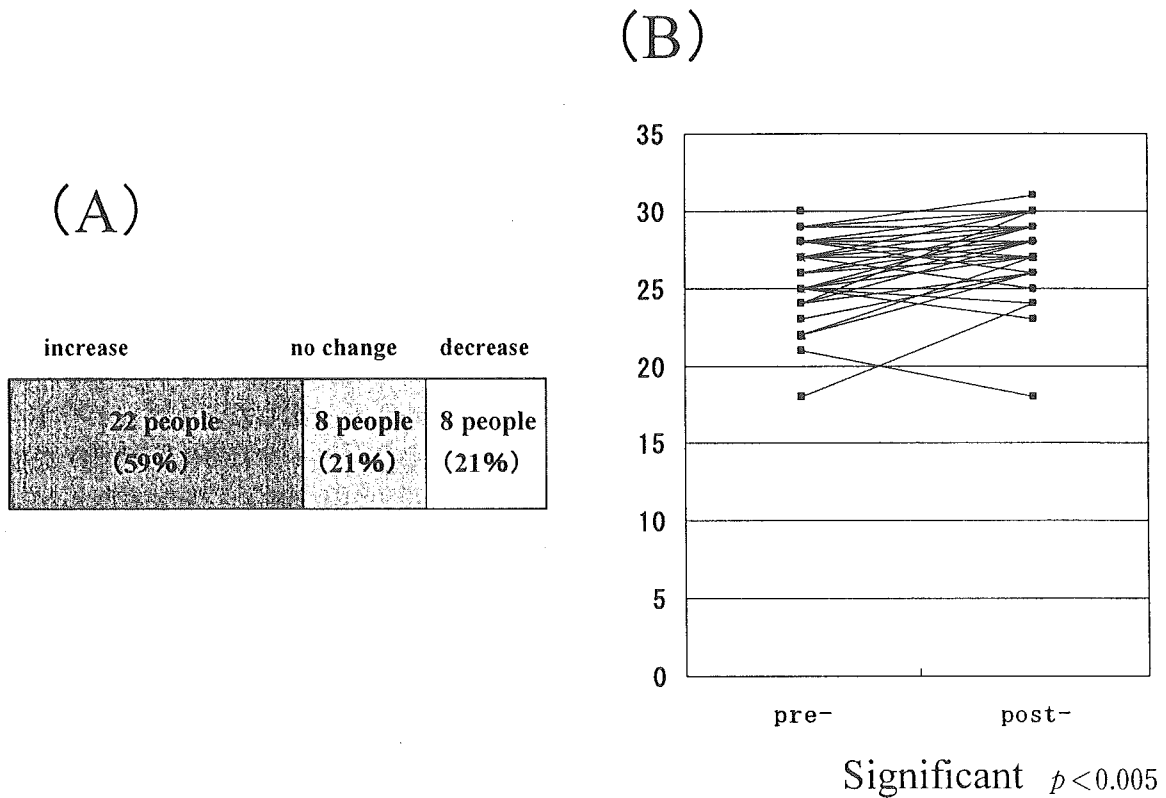 (A)
increase no change decrease
22 people 8 people 8 people
(59%) (21%) (21%)
(B)
35
30
25
20
15
10
5
0
pre- post-
Significant p<0.005